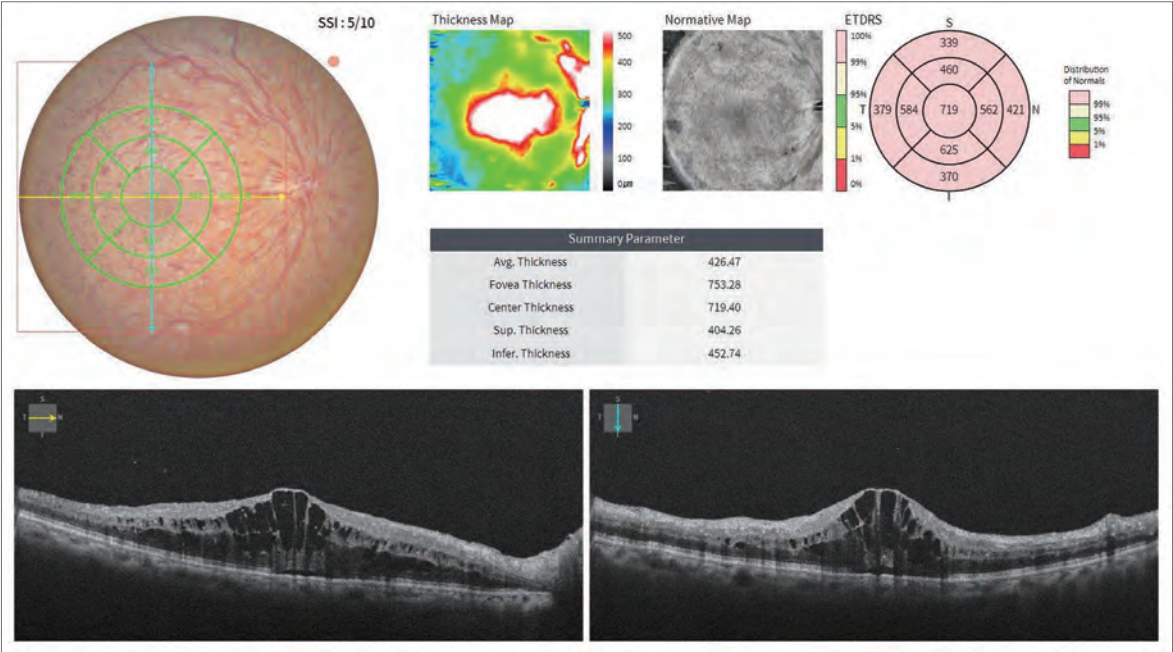 SSI : 5/10
Thickness Map
500
400
300
200
100
0µm
Normative Map
ETDRS
100%
99%
95%
5%
1%
0%
S
339
460
T 379 584 719 562 421 N
625
370
I
Distribution
of Normals
99%
95%
5%
1%
Summary Parameter
Avg. Thickness 426.47
Fovea Thickness 753.28
Center Thickness 719.40
Sup. Thickness 404.26
Infer. Thickness 452.74
S
T N
I
S
T N
I